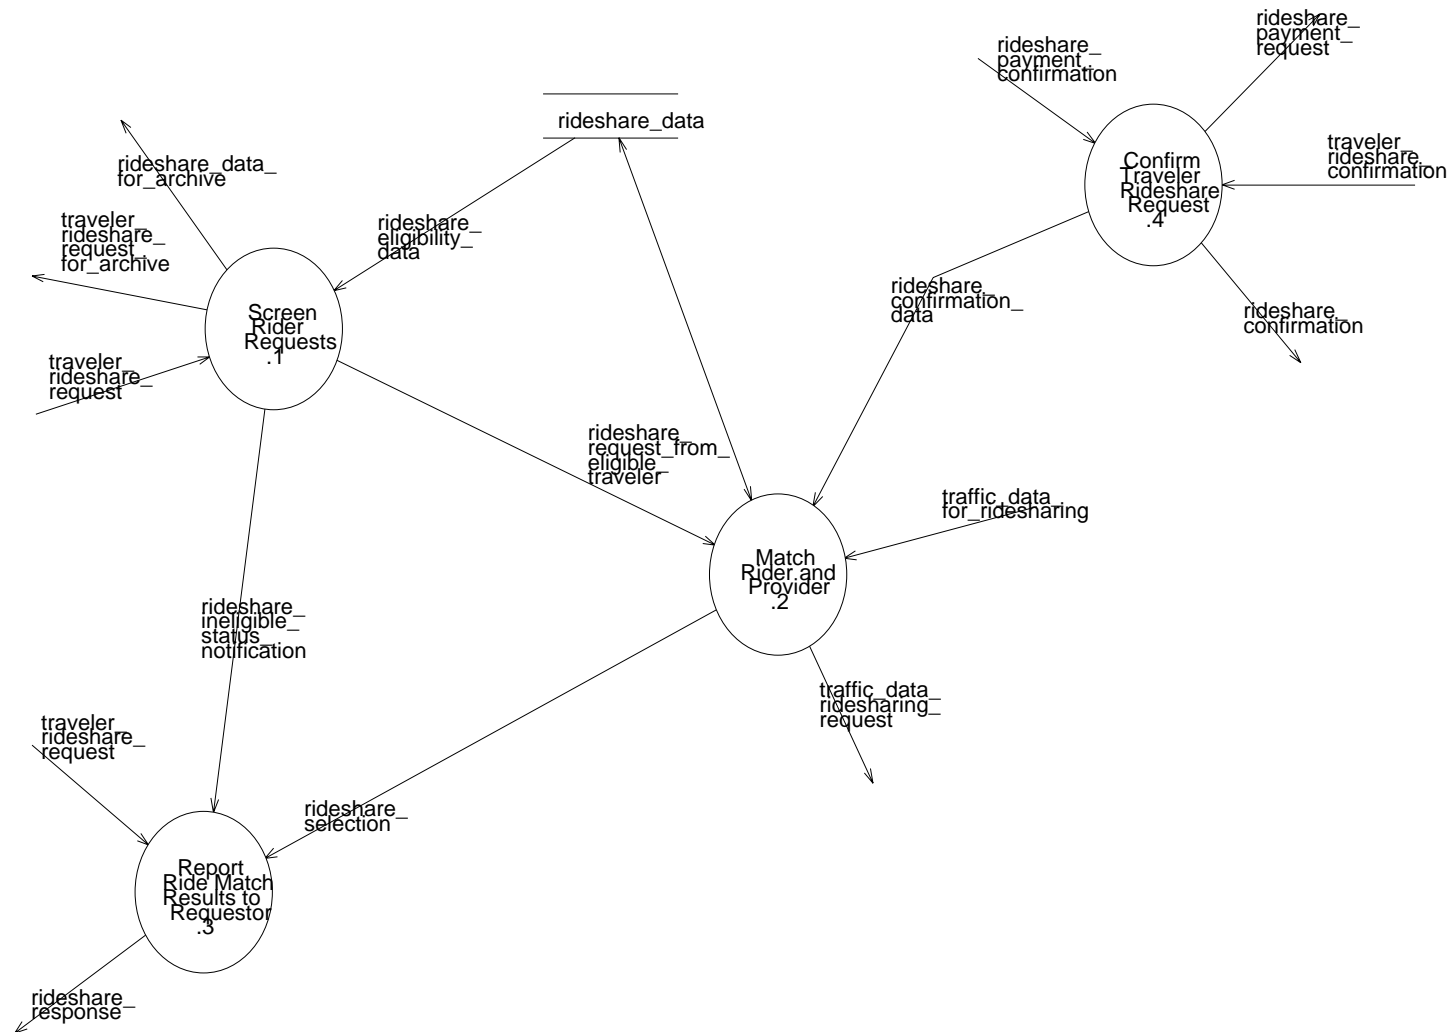 rideshare_
payment_
request
rideshare_
payment_
confirmation
rideshare_data
traveler_
rideshare_
confirmation
Confirm
Traveler
Rideshare
Request
.4
rideshare_data_
for_archive
traveler_
rideshare_
request_
for_archive
rideshare_
eligibility_
data
rideshare_
confirmation_
data
rideshare_
confirmation
Screen
Rider
Requests
.1
traveler_
rideshare_
request
rideshare_
request_from_
eligible_
traveler
traffic_data_
for_ridesharing
Match
Rider and
Provider
.2
rideshare_
ineligible_
status_
notification
traffic_data_
ridesharing_
request
traveler_
rideshare_
request
rideshare_
selection
Report
Ride Match
Results to
Requestor
.3
rideshare_
response